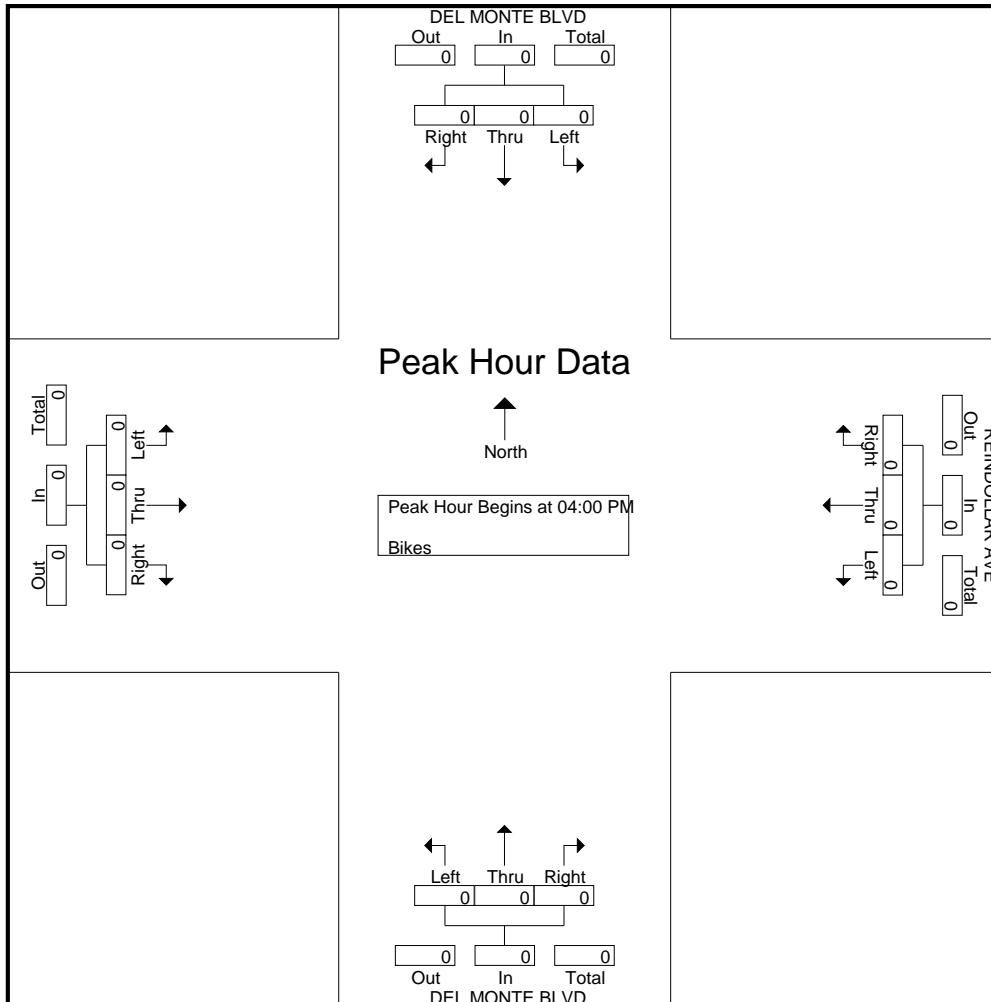 DEL MONTE BLVD
Out In Total
0 0 0
0 0 0
Right Thru Left
Peak Hour Data
North
Peak Hour Begins at 04:00 PM
Bikes
Total In Out
0 0 0
0 0 0
Left Thru Right
Right Thru Left
0 0 0
0 0 0
Out In Total
REINDOLLAR AVE
Left Thru Right
0 0 0
0 0 0
Out In Total
DEL MONTE BLVD